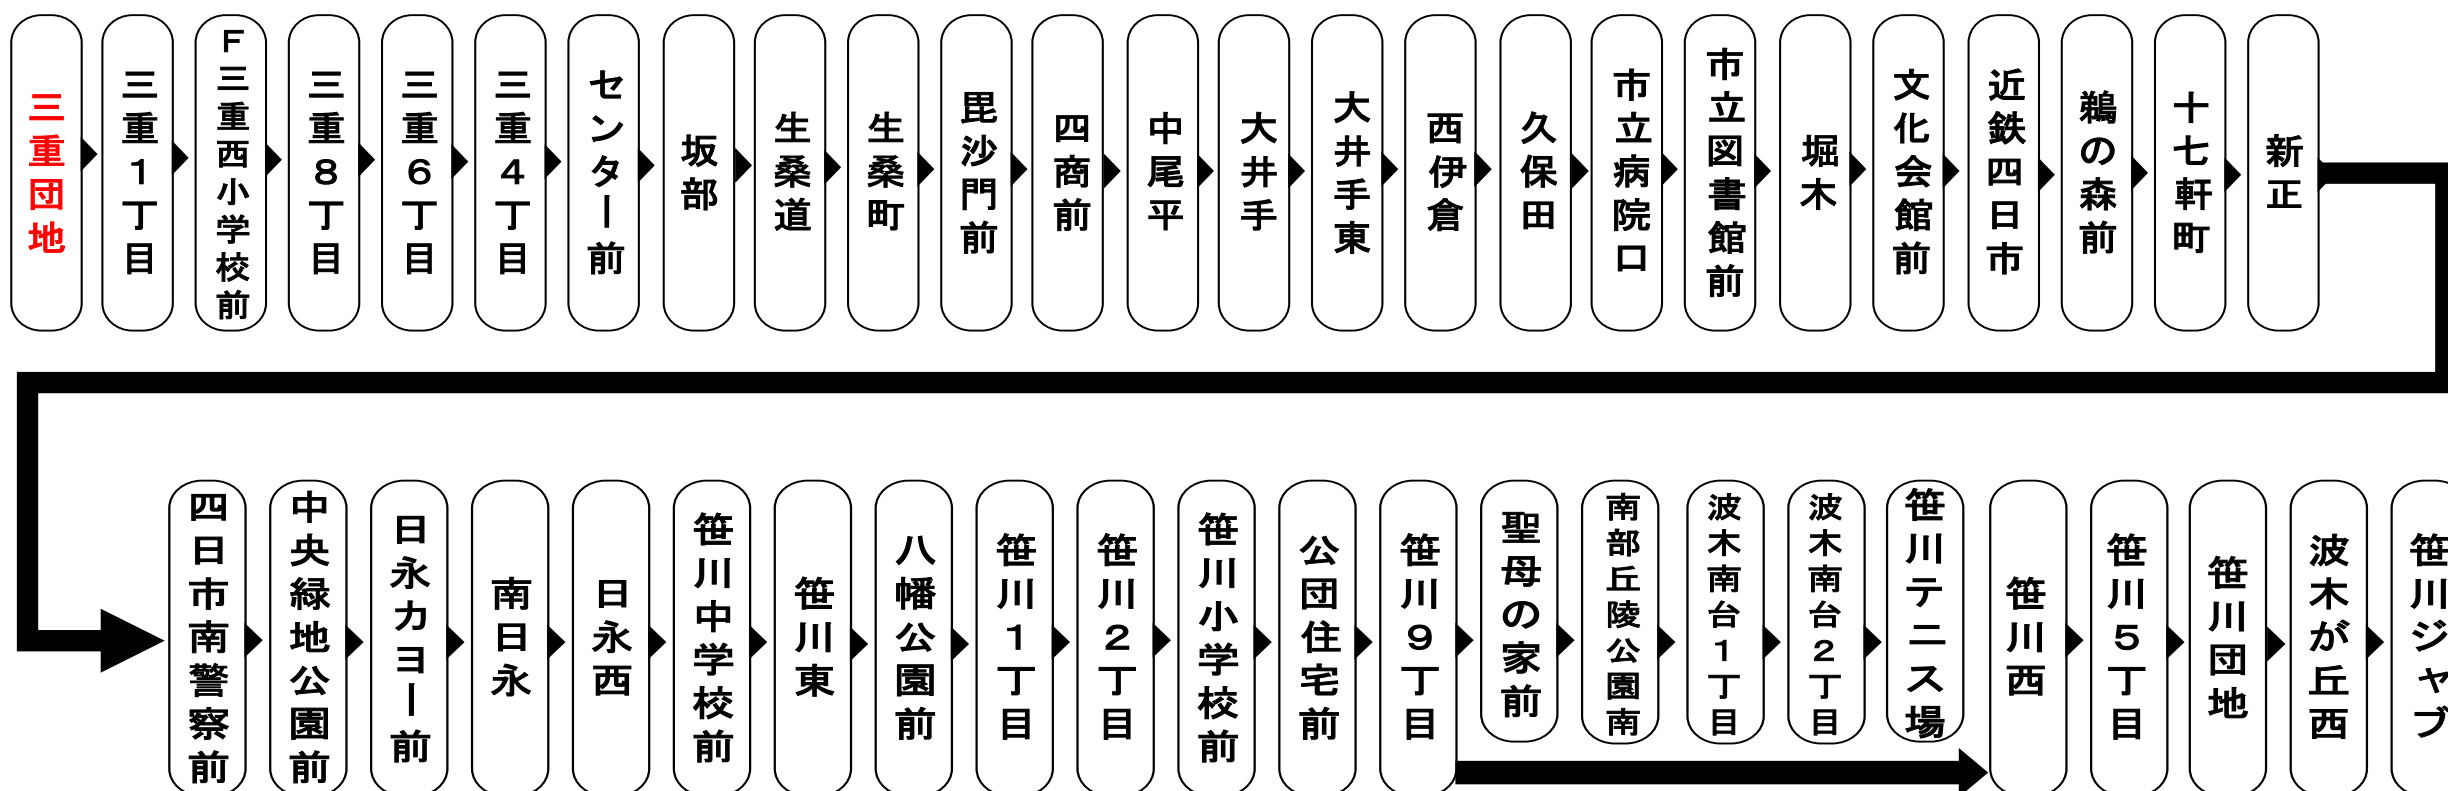 三重団地
三重１丁目
Ｆ三重西小学校前
三重８丁目
三重６丁目
三重４丁目
センター前
坂部
生桑道
生桑町
毘沙門前
四商前
中尾平
大井手
大井手東
西伊倉
久保田
市立病院口
市立図書館前
堀木
文化会館前
近鉄四日市
鵜の森前
十七軒町
新正
四日市南警察前
中央緑地公園前
日永カヨー前
南日永
日永西
笹川中学校前
笹川東
八幡公園前
笹川１丁目
笹川２丁目
笹川小学校前
公団住宅前
笹川９丁目
聖母の家前
南部丘陵公園南
波木南台１丁目
波木南台２丁目
笹川テニス場
笹川西
笹川５丁目
笹川団地
波木が丘西
笹川ジャブ